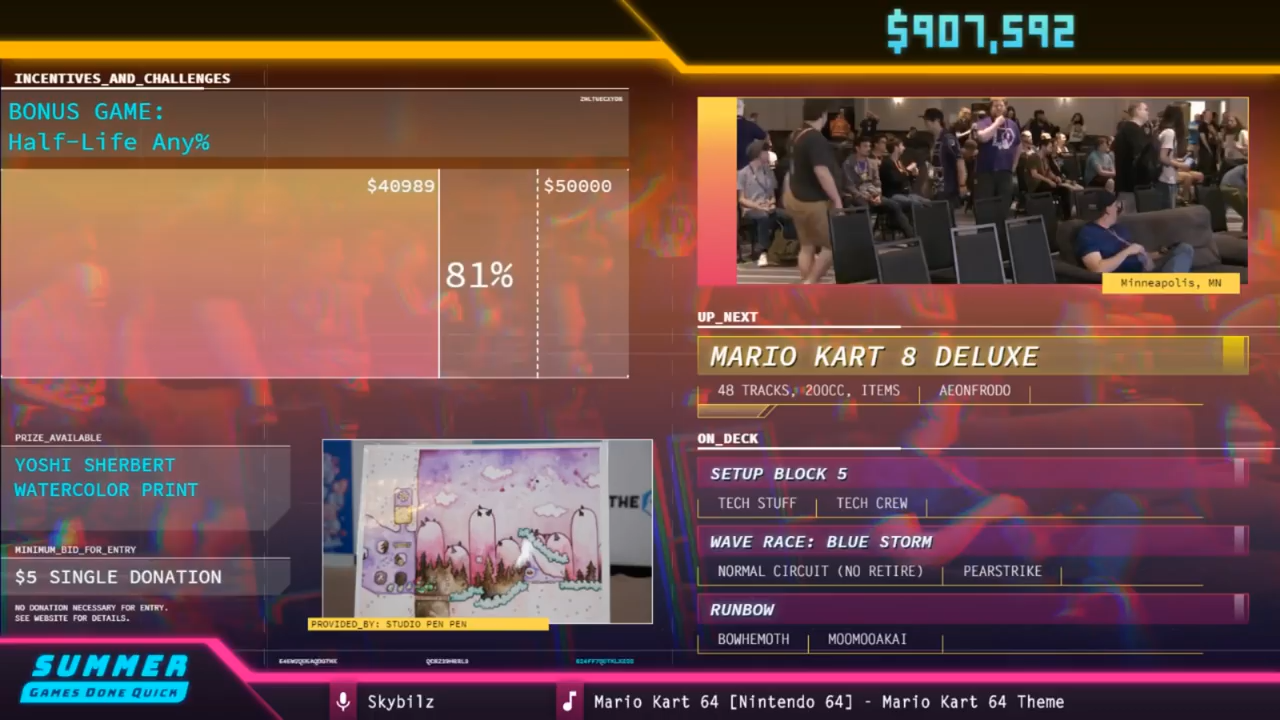 $907,592
INCENTIVES_AND_CHALLENGES
BONUS GAME:
Half-Life Any%
$40989
$50000
81%
Minneapolis, MN
UP_NEXT
MARIO KART 8 DELUXE
48 TRACKS, 200CC, ITEMS
AEONFRODO
ON_DECK
SETUP BLOCK 5
TECH STUFF
TECH CREW
WAVE RACE: BLUE STORM
NORMAL CIRCUIT (NO RETIRE)
PEARSTRIKE
RUNBOW
BOWHEMOTH
MOOMOOAKAI
PRIZE_AVAILABLE
YOSHI SHERBERT
WATERCOLOR PRINT
MINIMUM_BID_FOR_ENTRY
$5 SINGLE DONATION
NO DONATION NECESSARY FOR ENTRY.
SEE WEBSITE FOR DETAILS.
THE
PROVIDED_BY: STUDIO PEN PEN
SUMMER
GAMES DONE QUICK
Skybilz
Mario Kart 64 [Nintendo 64] - Mario Kart 64 Theme